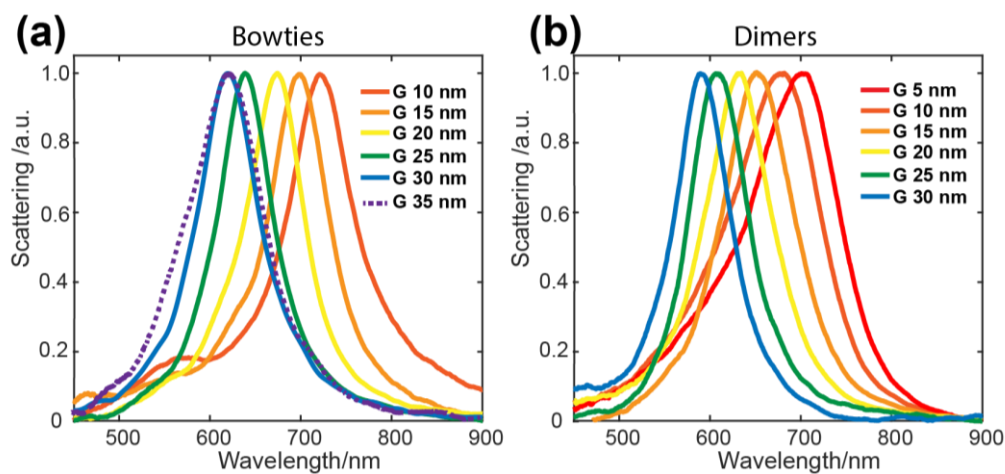 (a)
Bowties
1.0
0.8
0.6
0.4
0.2
0
Scattering /a.u.
G 10 nm
G 15 nm
G 20 nm
G 25 nm
G 30 nm
G 35 nm
500
600
700
800
900
Wavelength/nm
(b)
Dimers
1.0
0.8
0.6
0.4
0.2
0
Scattering /a.u.
G 5 nm
G 10 nm
G 15 nm
G 20 nm
G 25 nm
G 30 nm
500
600
700
800
900
Wavelength/nm